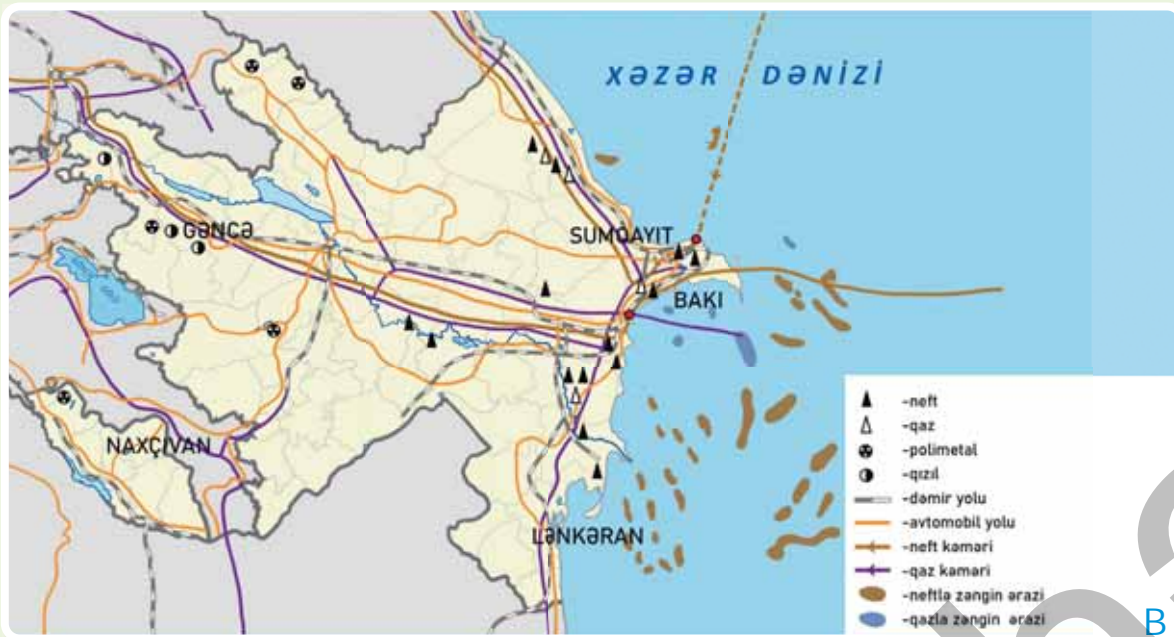 XƏZƏR DƏNİZİ
SUMQAYIT
GƏNCƏ
BAKI
NAXÇIVAN
LƏNKƏRAN
-neft
-qaz
-polimetal
-qızıl
-dəmir yolu
-avtomobil yolu
-neft kəməri
-qaz kəməri
-neftlə zəngin ərazi
-qazla zəngin ərazi
B